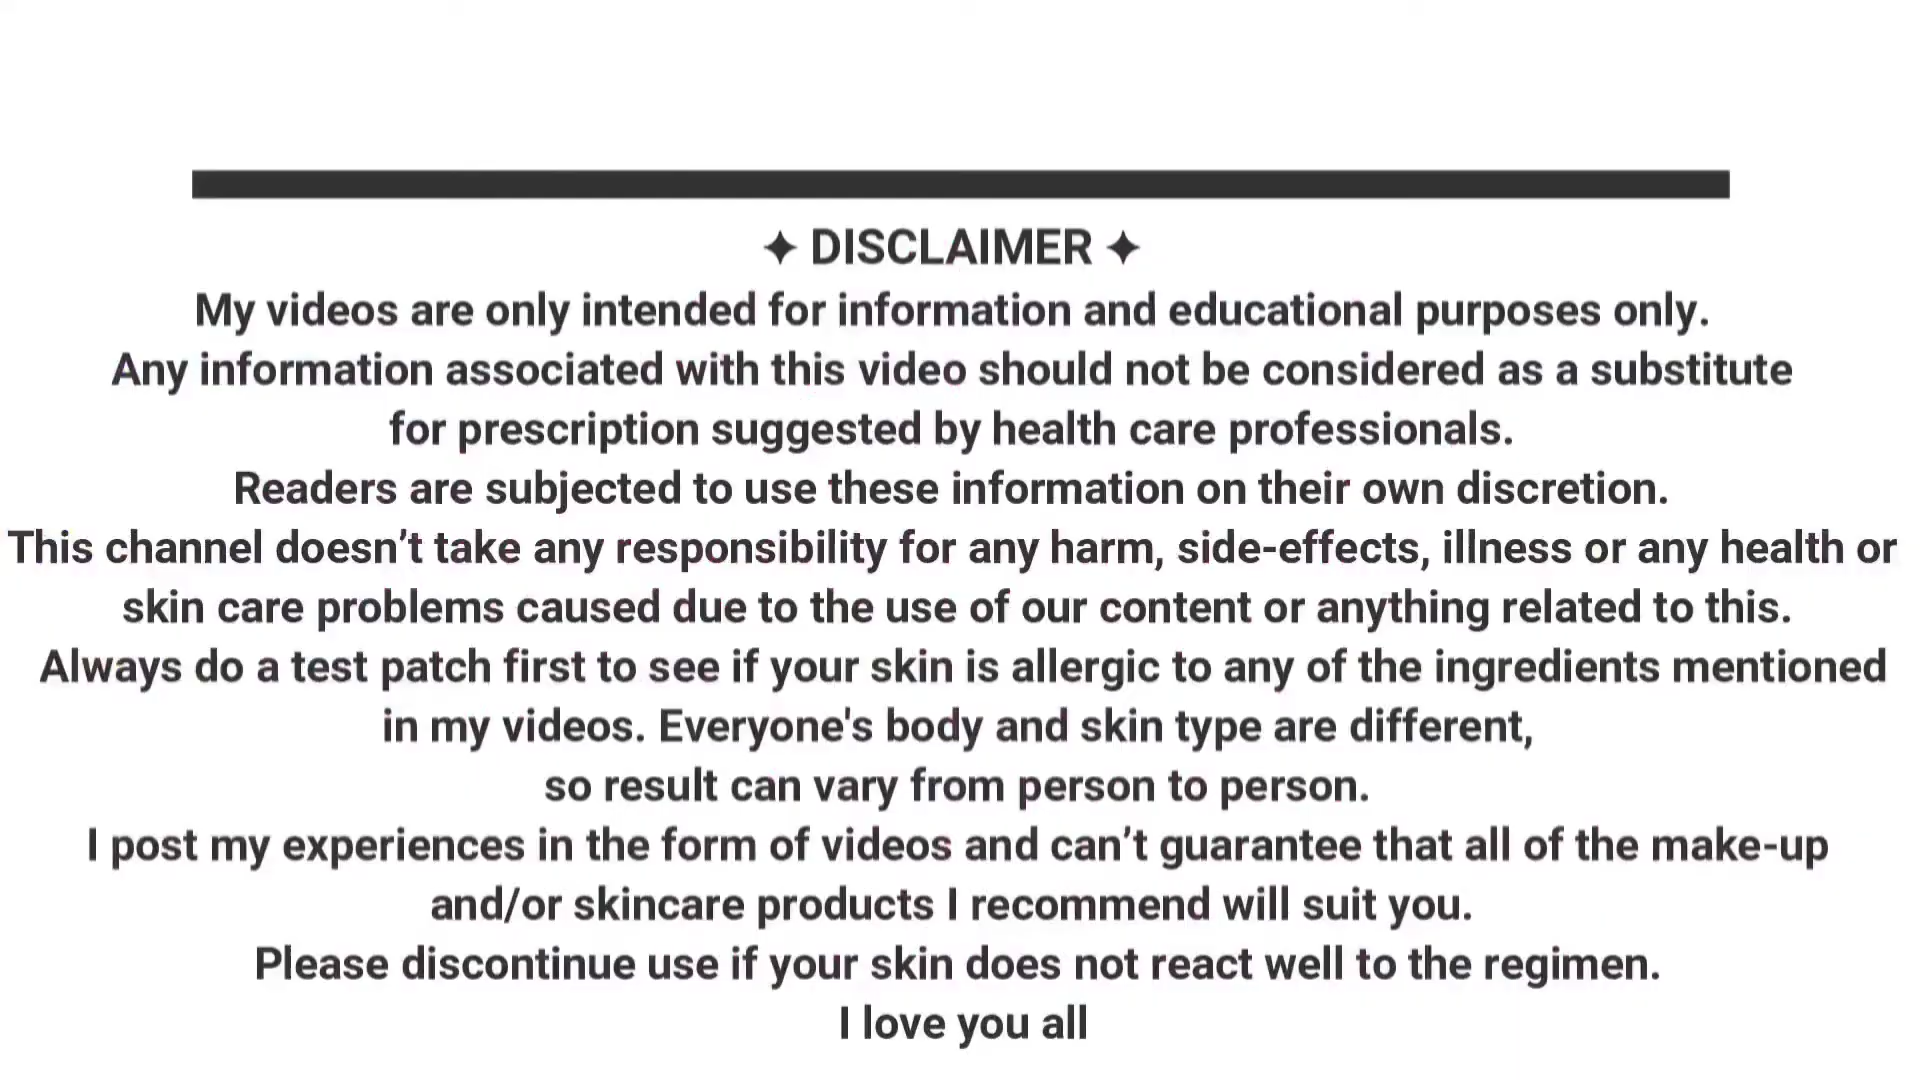 ✦ DISCLAIMER ✦
My videos are only intended for information and educational purposes only.
Any information associated with this video should not be considered as a substitute
for prescription suggested by health care professionals.
Readers are subjected to use these information on their own discretion.
This channel doesn’t take any responsibility for any harm, side-effects, illness or any health or
skin care problems caused due to the use of our content or anything related to this.
Always do a test patch first to see if your skin is allergic to any of the ingredients mentioned
in my videos. Everyone's body and skin type are different,
so result can vary from person to person.
I post my experiences in the form of videos and can’t guarantee that all of the make-up
and/or skincare products I recommend will suit you.
Please discontinue use if your skin does not react well to the regimen.
I love you all